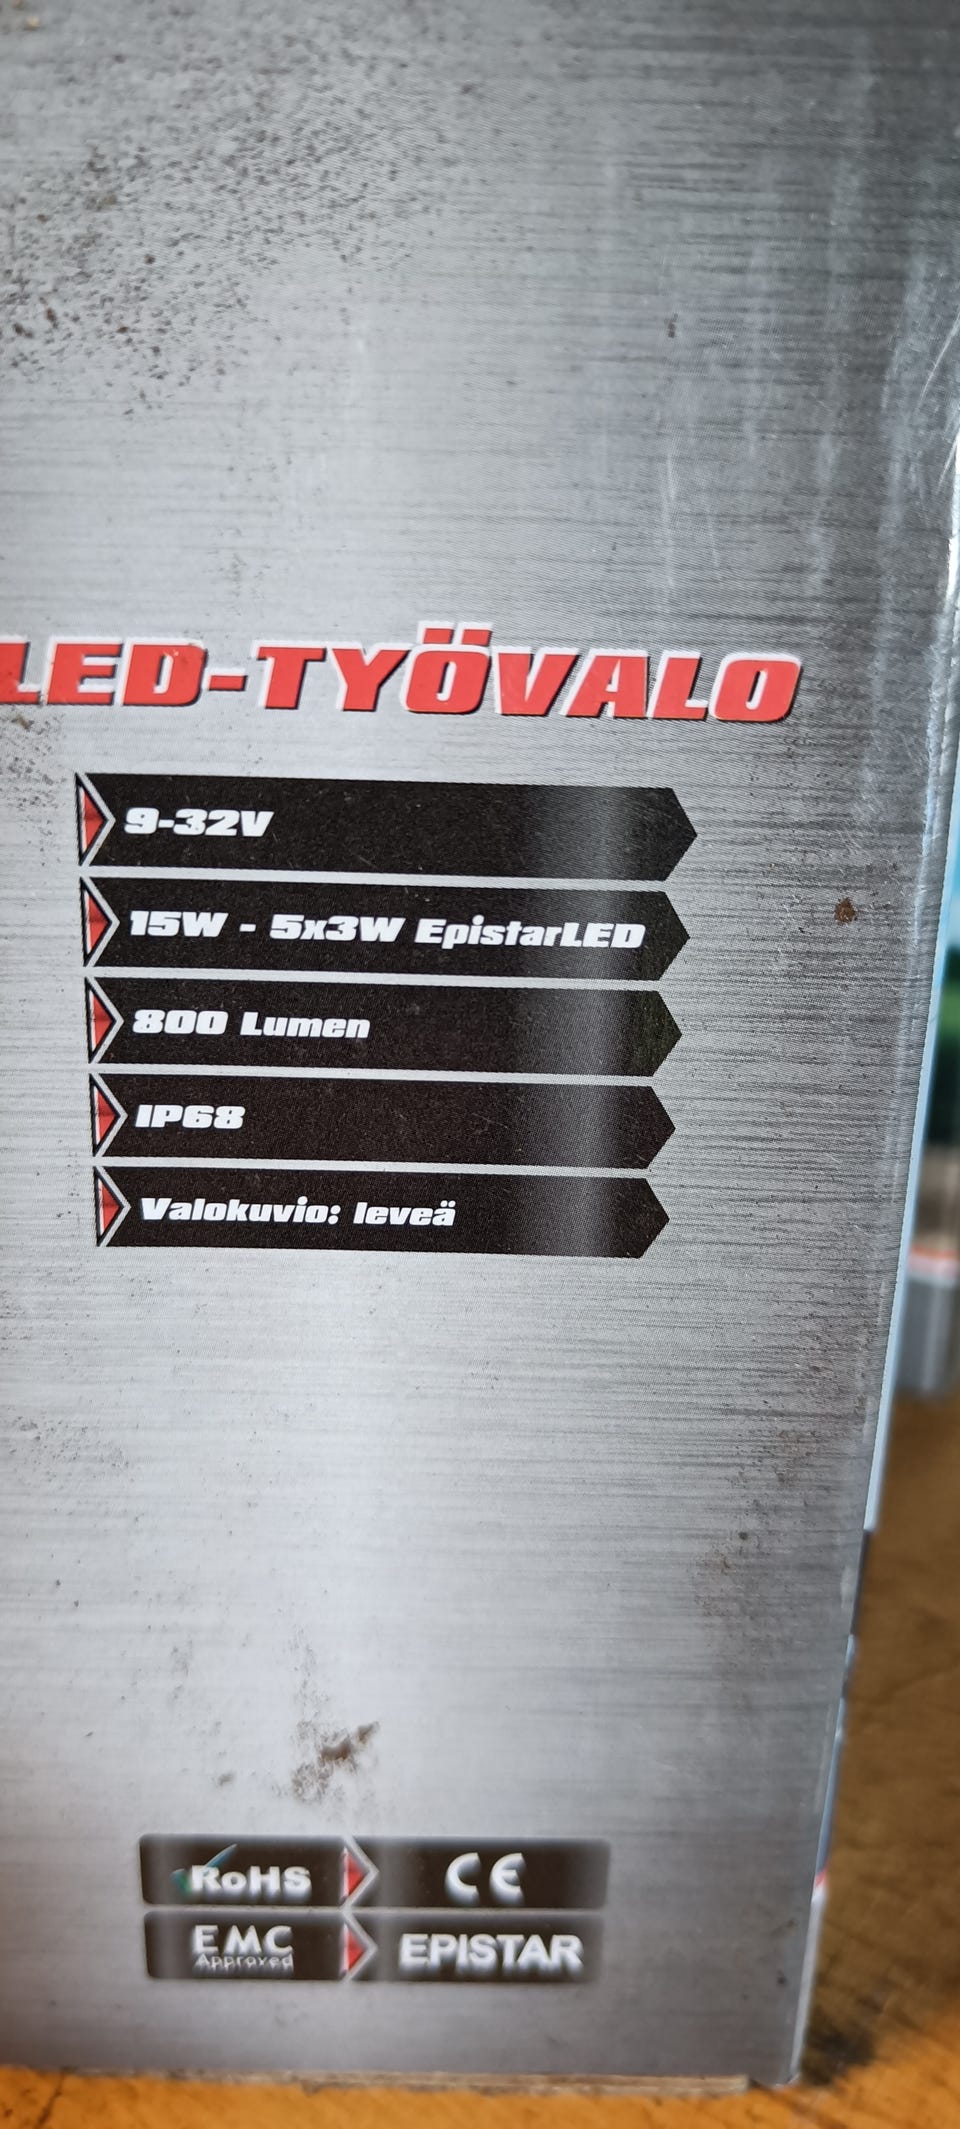 LED-TYÖVALO
9-32V
15W - 5x3W EpistarLED
800 Lumen
IP68
Valokuvio: leveä
RoHS CE
EMC Approved EPISTAR